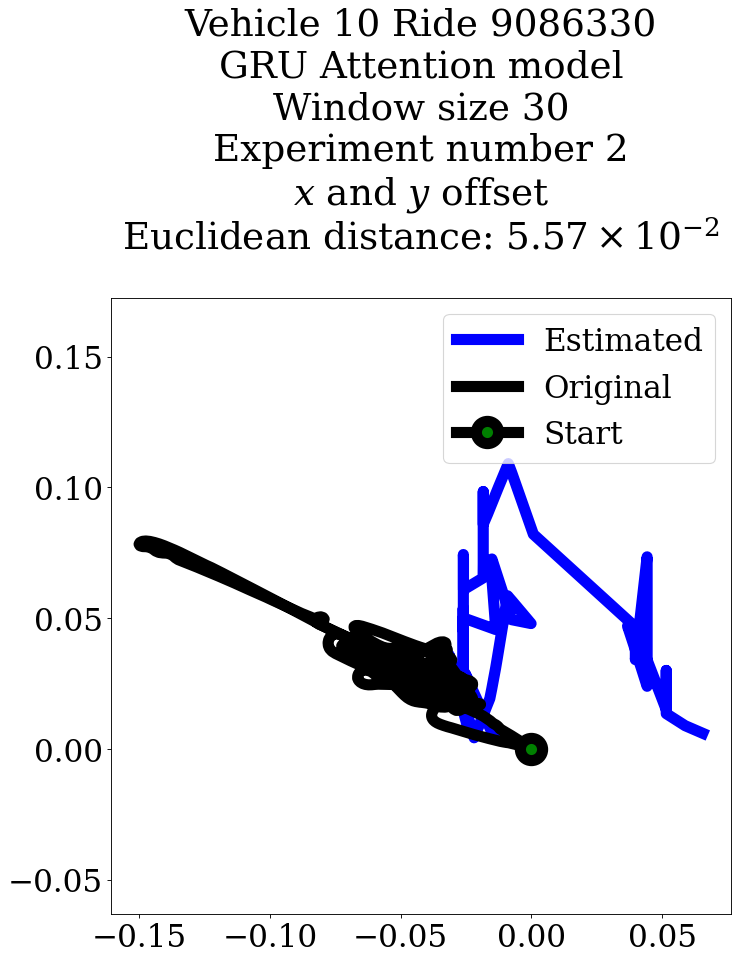 Vehicle 10 Ride 9086330
GRU Attention model
Window size 30
Experiment number 2
x and y offset
Euclidean distance: 5.57 × 10⁻²
Estimated
Original
Start
0.15
0.10
0.05
0.00
−0.05
−0.15 −0.10 −0.05 0.00 0.05